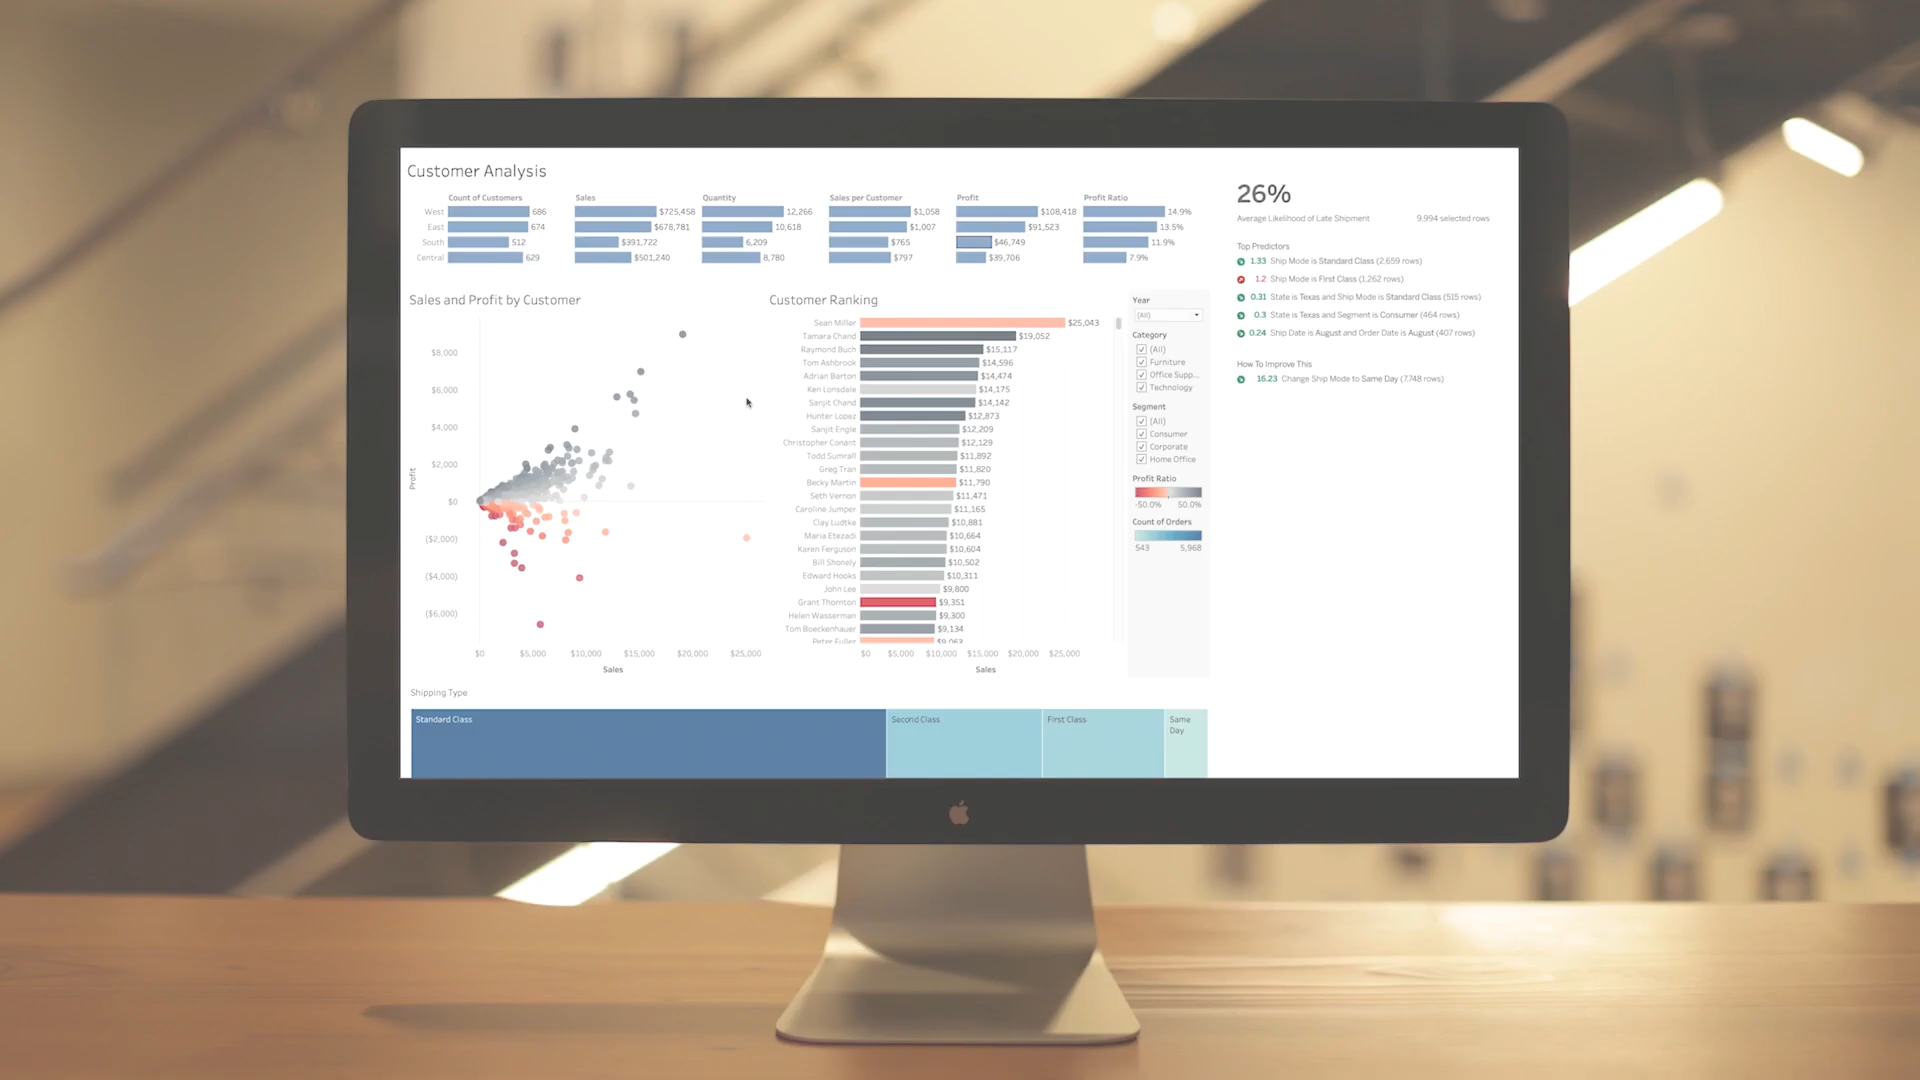 Customer Analysis
Count of Customers Sales Quantity Sales per Customer Profit Profit Ratio
West 686 $725,458 12,266 $1,058 $108,418 14.9%
East 674 $678,781 10,618 $1,007 $91,523 13.5%
South 512 $391,722 6,209 $765 $46,749 11.9%
Central 629 $501,240 8,780 $797 $39,706 7.9%
Sales and Profit by Customer
$8,000
$6,000
$4,000
$2,000
$0
($2,000)
($4,000)
($6,000)
Profit
$0 $5,000 $10,000 $15,000 $20,000 $25,000
Sales
Customer Ranking
Sean Miller $25,043
Tamara Chand $19,052
Raymond Buch $15,117
Tom Ashbrook $14,596
Adrian Barton $14,474
Ken Lonsdale $14,175
Sanjit Chand $14,142
Hunter Lopez $12,873
Sanjit Engle $12,209
Christopher Conant $12,129
Todd Sumrall $11,892
Greg Tran $11,820
Becky Martin $11,790
Seth Vernon $11,471
Caroline Jumper $11,165
Clay Ludtke $10,881
Maria Etezadi $10,664
Karen Ferguson $10,604
Bill Shonely $10,502
Edward Hooks $10,311
John Lee $9,800
Grant Thornton $9,351
Helen Wasserman $9,300
Tom Boeckenhauer $9,134
Peter Fuller $9,063
$0 $5,000 $10,000 $15,000 $20,000 $25,000
Sales
Year
(All)
Category
(All)
Furniture
Office Supp...
Technology
Segment
(All)
Consumer
Corporate
Home Office
Profit Ratio
-50.0% 50.0%
Count of Orders
543 5,968
Shipping Type
Standard Class
Second Class
First Class
Same
Day
26%
Average Likelihood of Late Shipment 9,994 selected rows
Top Predictors
1.33 Ship Mode is Standard Class (2,659 rows)
1.2 Ship Mode is First Class (1,262 rows)
0.31 State is Texas and Ship Mode is Standard Class (515 rows)
0.3 State is Texas and Segment is Consumer (464 rows)
0.24 Ship Date is August and Order Date is August (407 rows)
How To Improve This
16.23 Change Ship Mode to Same Day (7,748 rows)